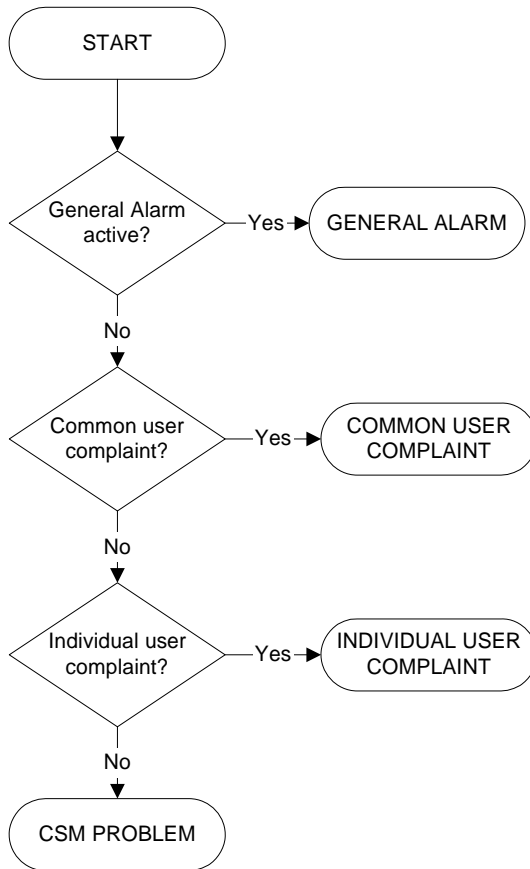 START
General Alarm
active?
Yes
GENERAL ALARM
No
Common user
complaint?
Yes
COMMON USER
COMPLAINT
No
Individual user
complaint?
Yes
INDIVIDUAL USER
COMPLAINT
No
CSM PROBLEM